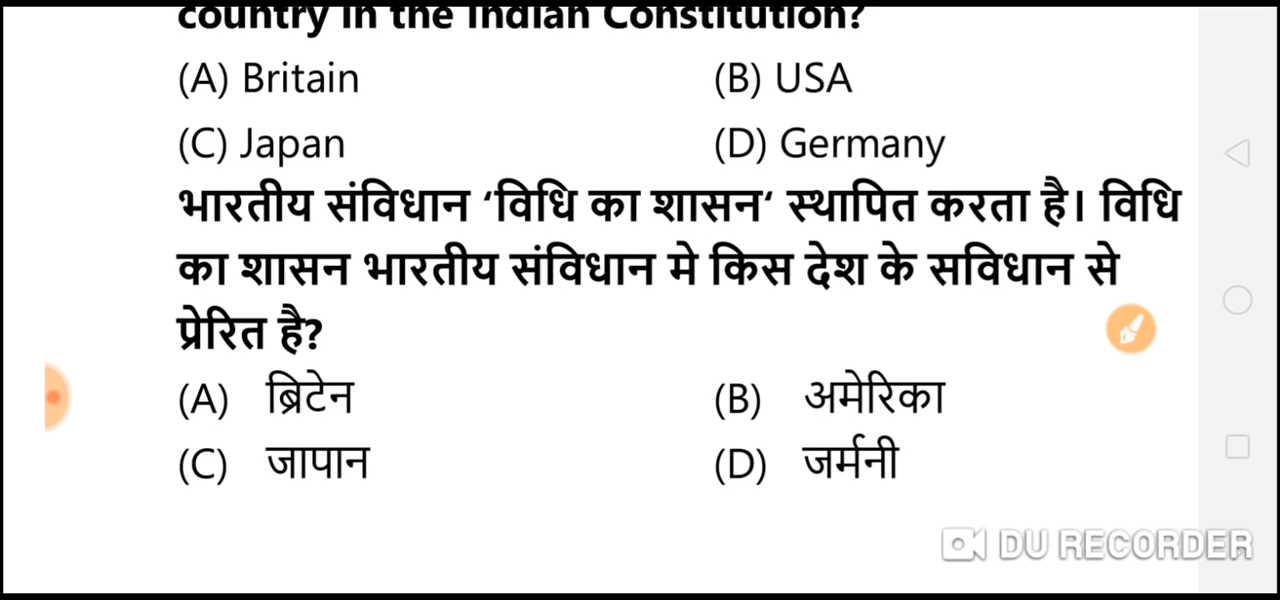 country in the Indian Constitution?
(A) Britain (B) USA
(C) Japan (D) Germany
भारतीय संविधान ‘विधि का शासन‘ स्थापित करता है। विधि
का शासन भारतीय संविधान मे किस देश के सविधान से
प्रेरित है?
(A) ब्रिटेन (B) अमेरिका
(C) जापान (D) जर्मनी
DU RECORDER